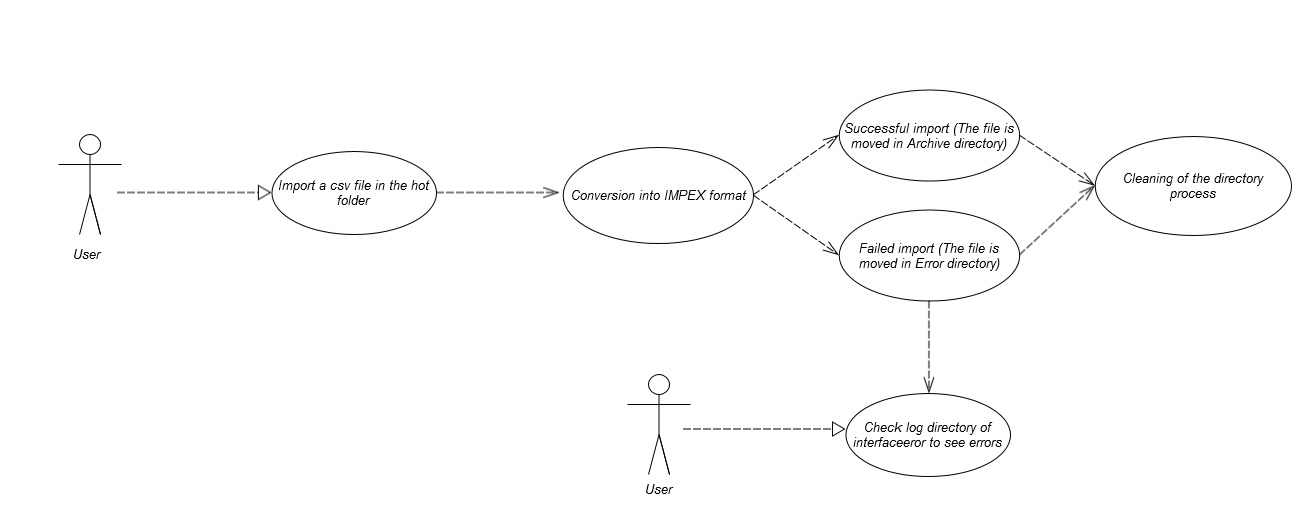 User
Import a csv file in the hot
folder
Conversion into IMPEX format
Successful import (The file is
moved in Archive directory)
Failed import (The file is
moved in Error directory)
Cleaning of the directory
process
User
Check log directory of
interfaceeror to see errors